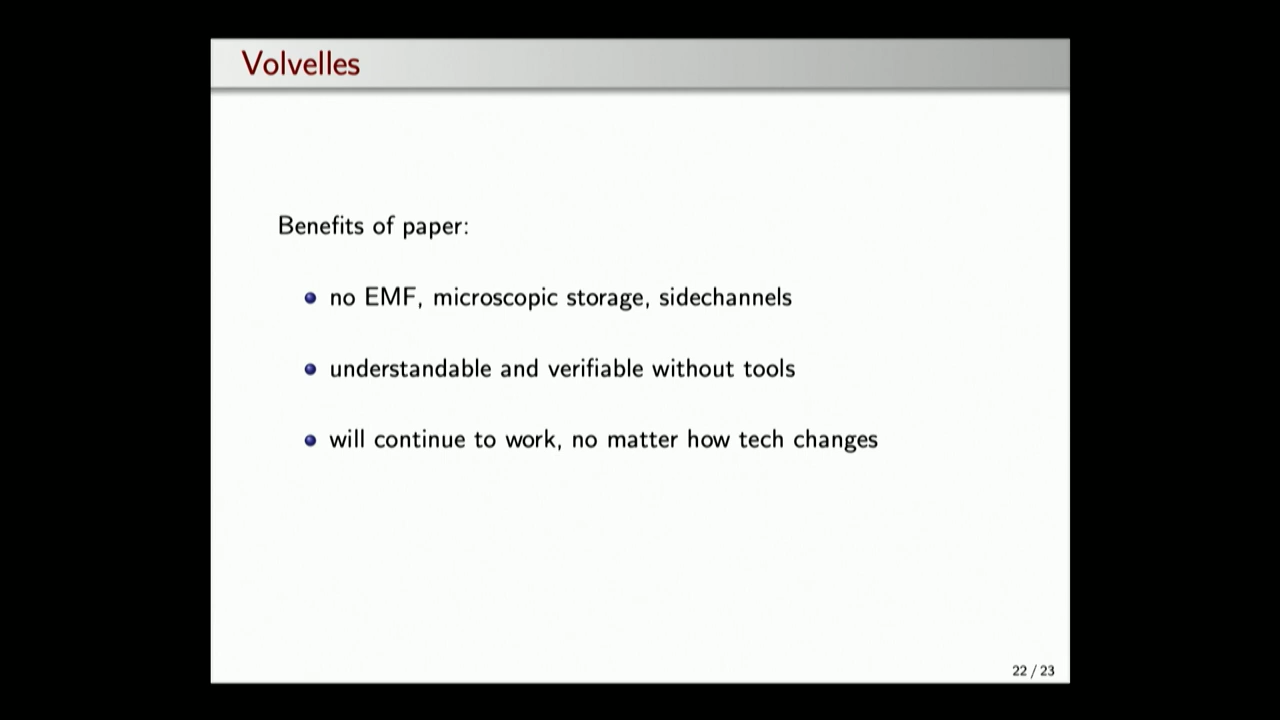 Volvelles
Benefits of paper:
no EMF, microscopic storage, sidechannels
understandable and verifiable without tools
will continue to work, no matter how tech changes
22 / 23